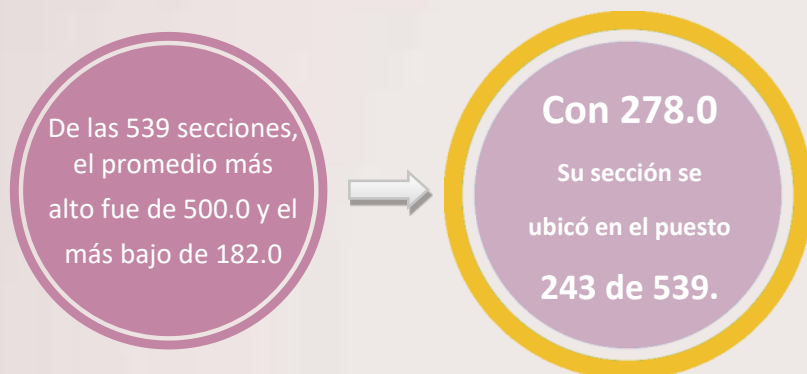 De las 539 secciones,
el promedio más
alto fue de 500.0 y el
más bajo de 182.0
Con 278.0
Su sección se
ubicó en el puesto
243 de 539.